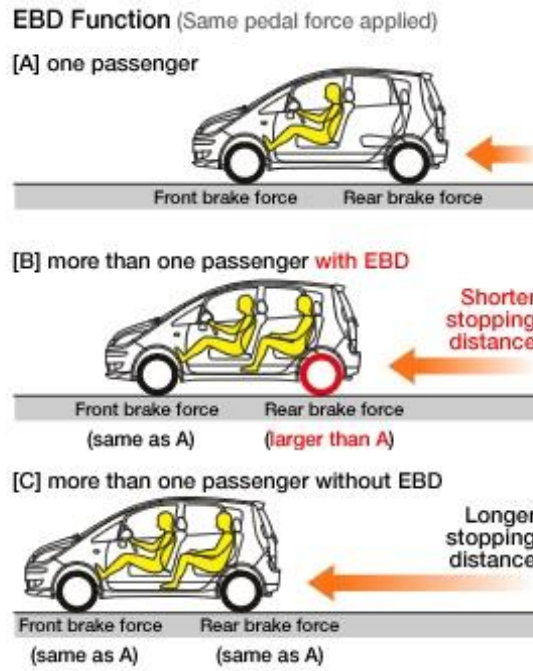 EBD Function (Same pedal force applied)
[A] one passenger
Front brake force Rear brake force
[B] more than one passenger with EBD
Shorter
stopping
distance
Front brake force Rear brake force
(same as A) (larger than A)
[C] more than one passenger without EBD
Longer
stopping
distance
Front brake force Rear brake force
(same as A) (same as A)